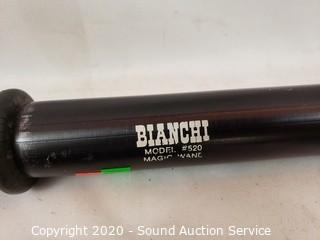 BIANCHI
MODEL #520
MAGIC WAND
Copyright © 2020 - Sound Auction Service